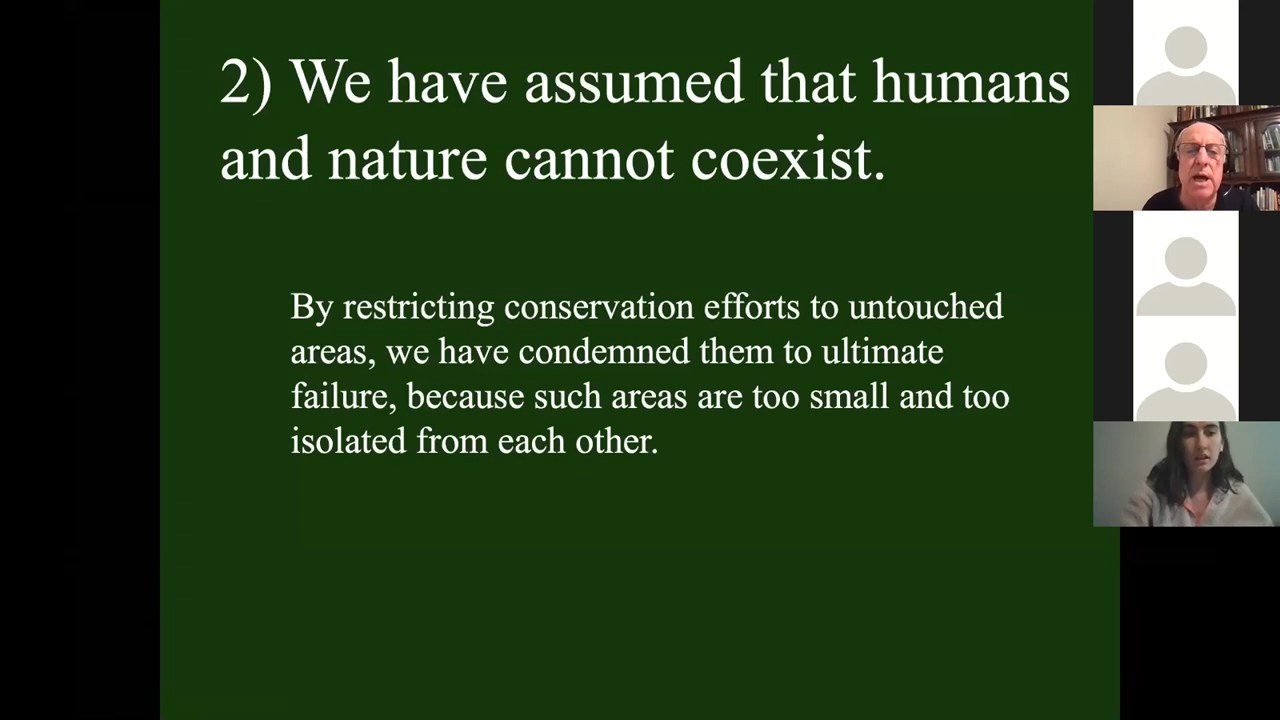 2) We have assumed that humans
and nature cannot coexist.
By restricting conservation efforts to untouched
areas, we have condemned them to ultimate
failure, because such areas are too small and too
isolated from each other.